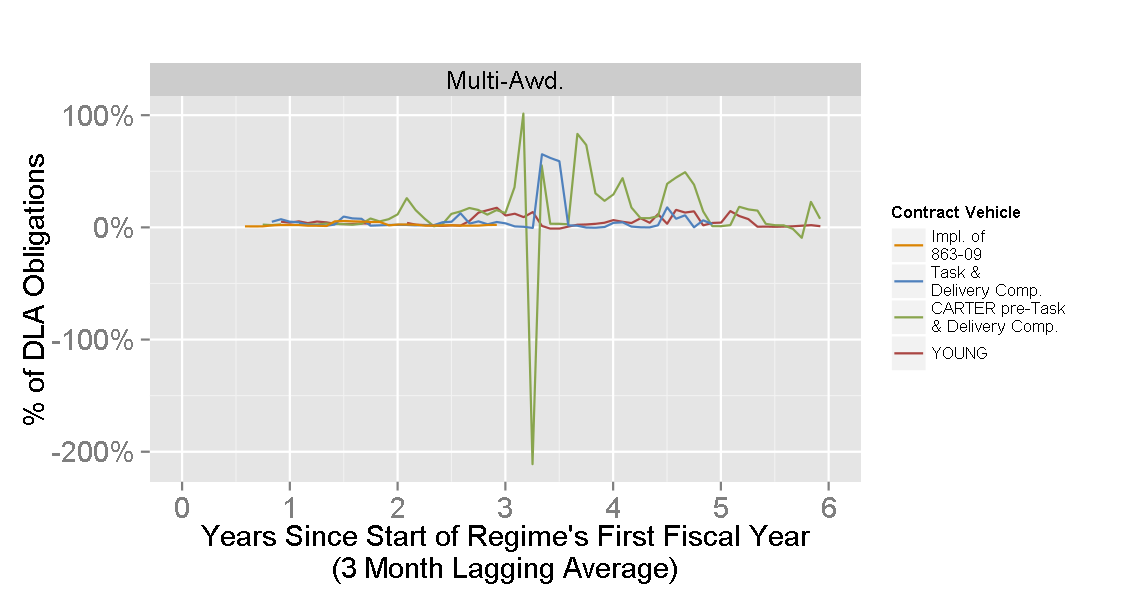 Multi-Awd.
100%
0%
-100%
-200%
% of DLA Obligations
0 1 2 3 4 5 6
Years Since Start of Regime's First Fiscal Year
(3 Month Lagging Average)
Contract Vehicle
Impl. of
863-09
Task &
Delivery Comp.
CARTER pre-Task
& Delivery Comp.
YOUNG